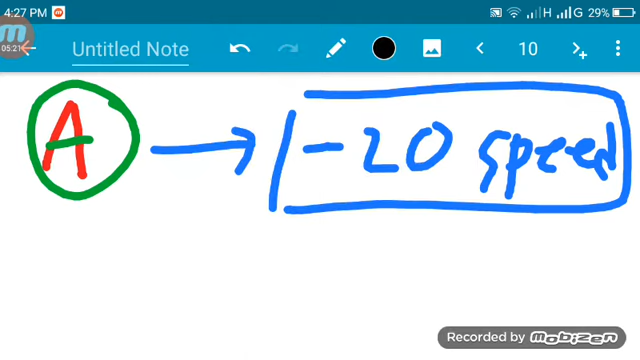 4:27 PM H G 29%
05:21 Untitled Note 10
A → -20 speed
Recorded by mobizen